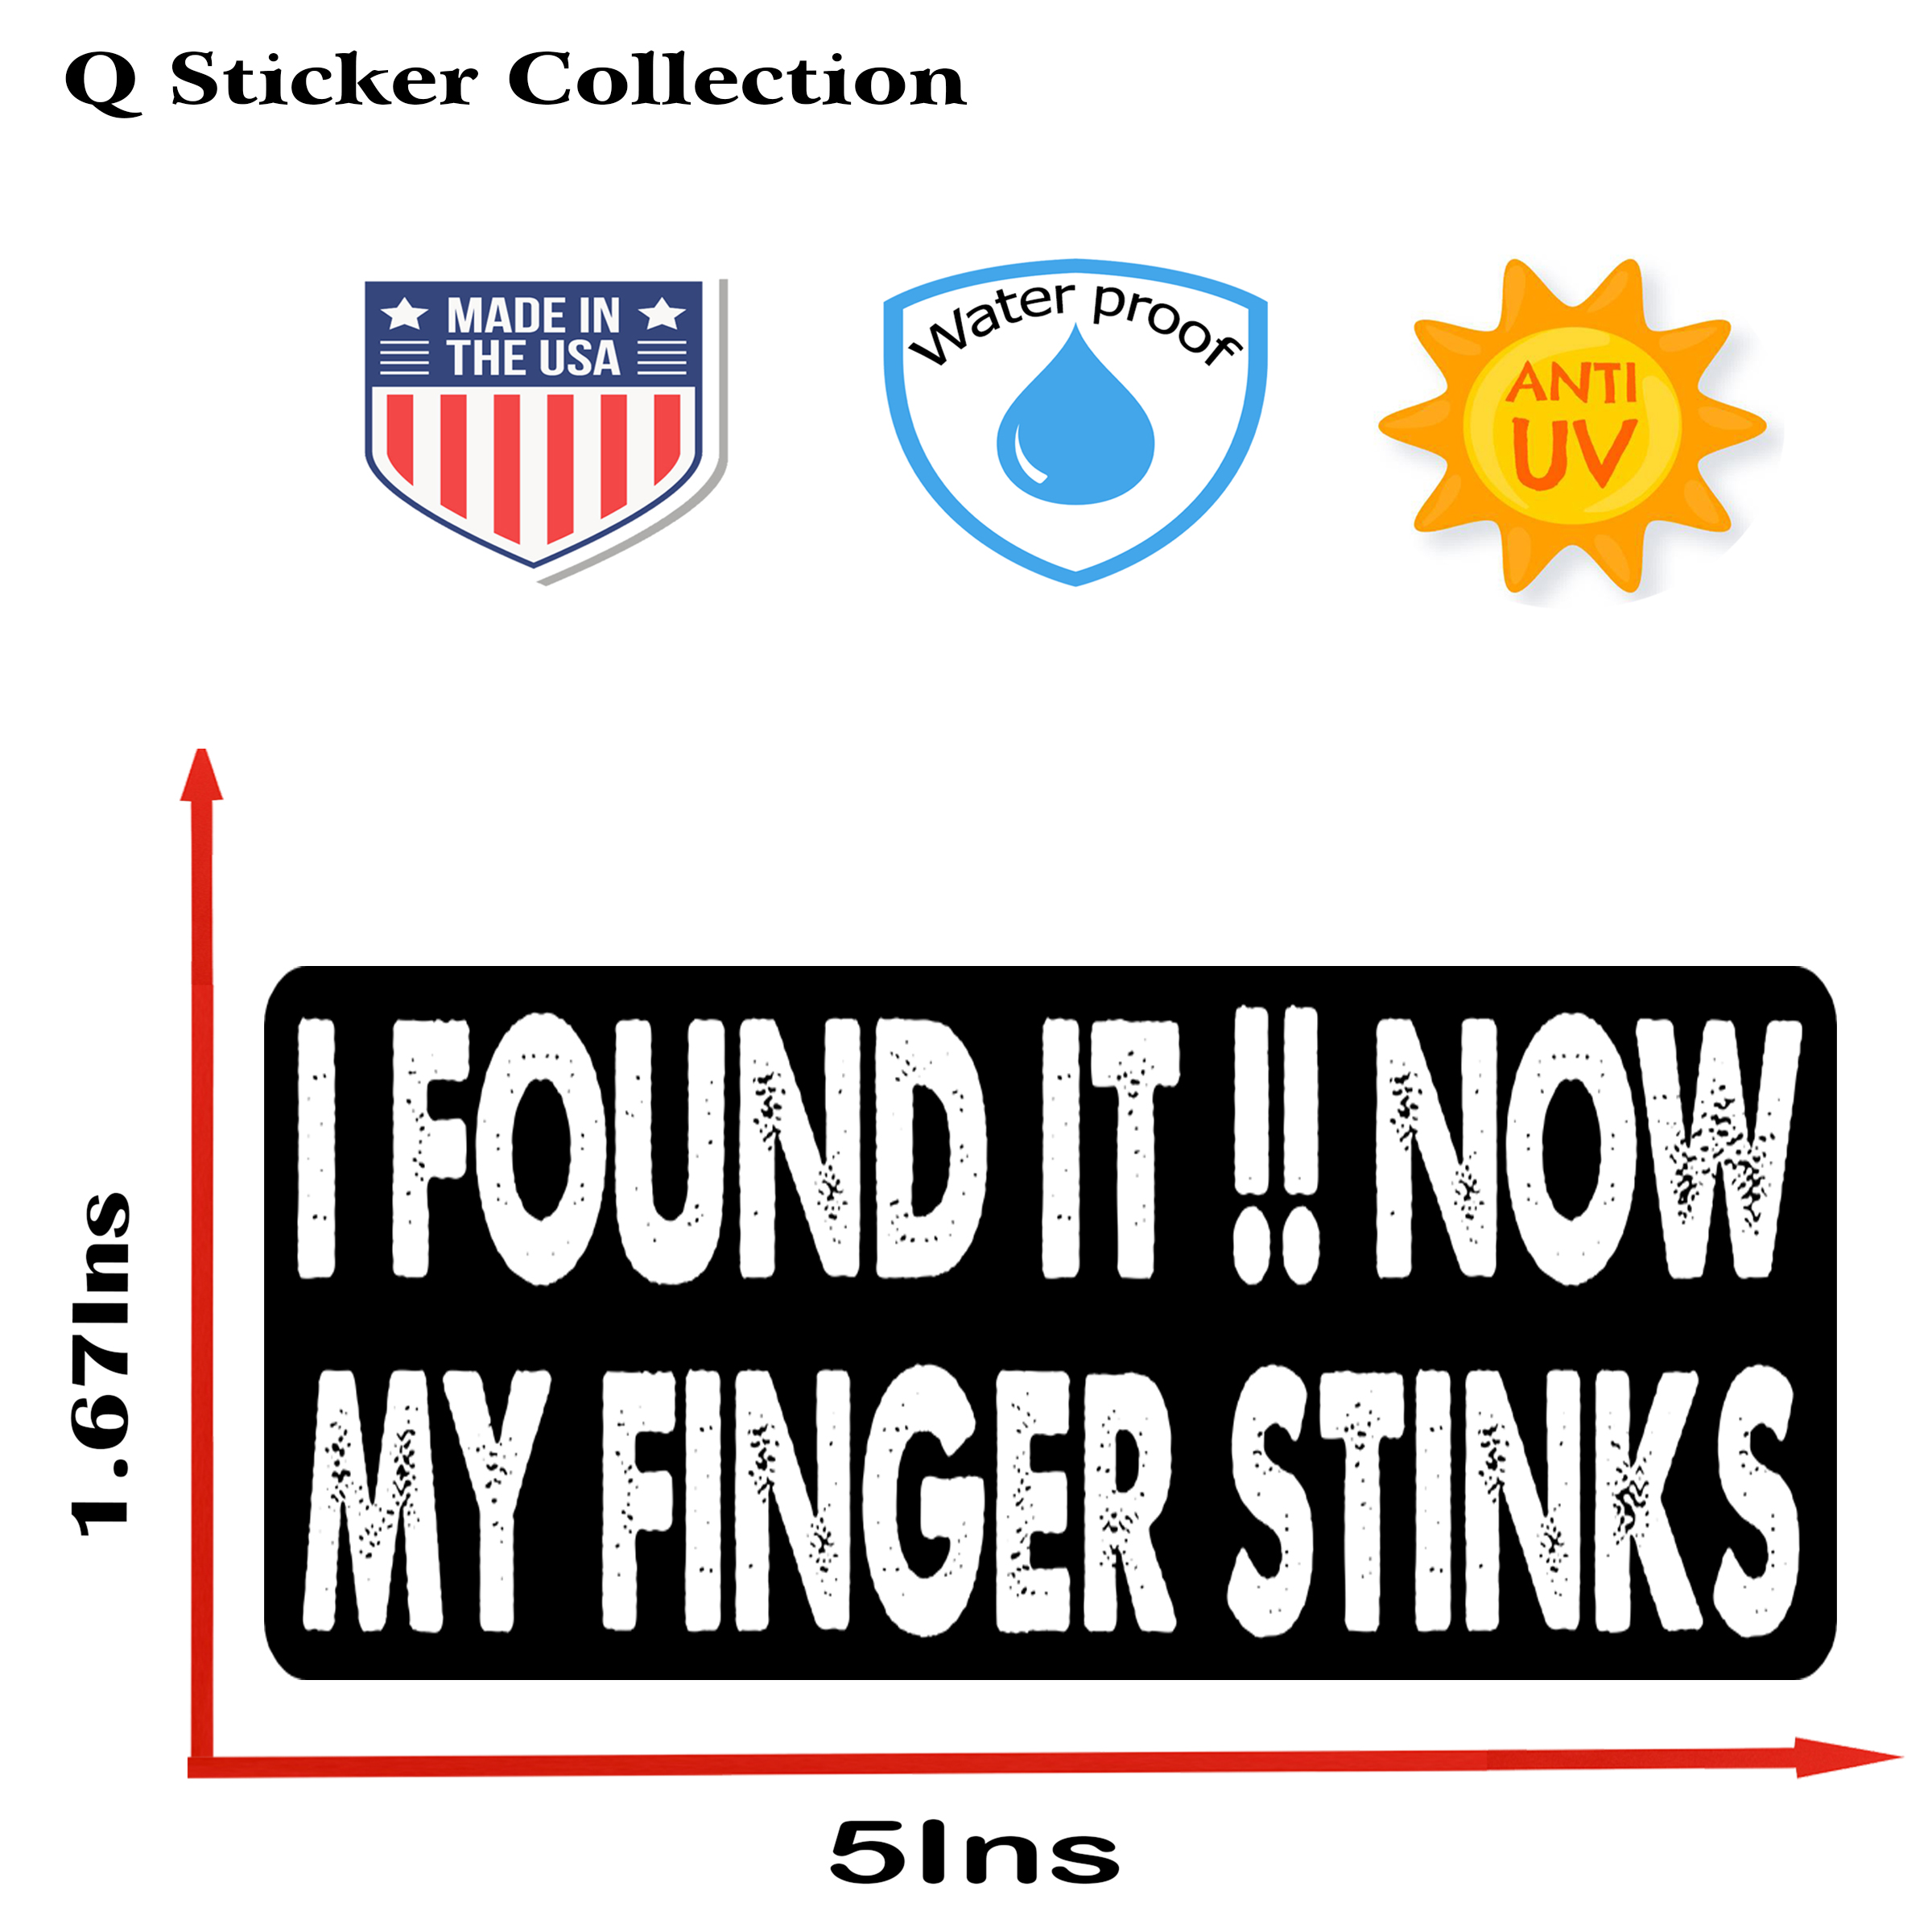 Q Sticker Collection
MADE IN
THE USA
Water proof
ANTI
UV
1.67Ins
I FOUND IT !! NOW
MY FINGER STINKS
5Ins